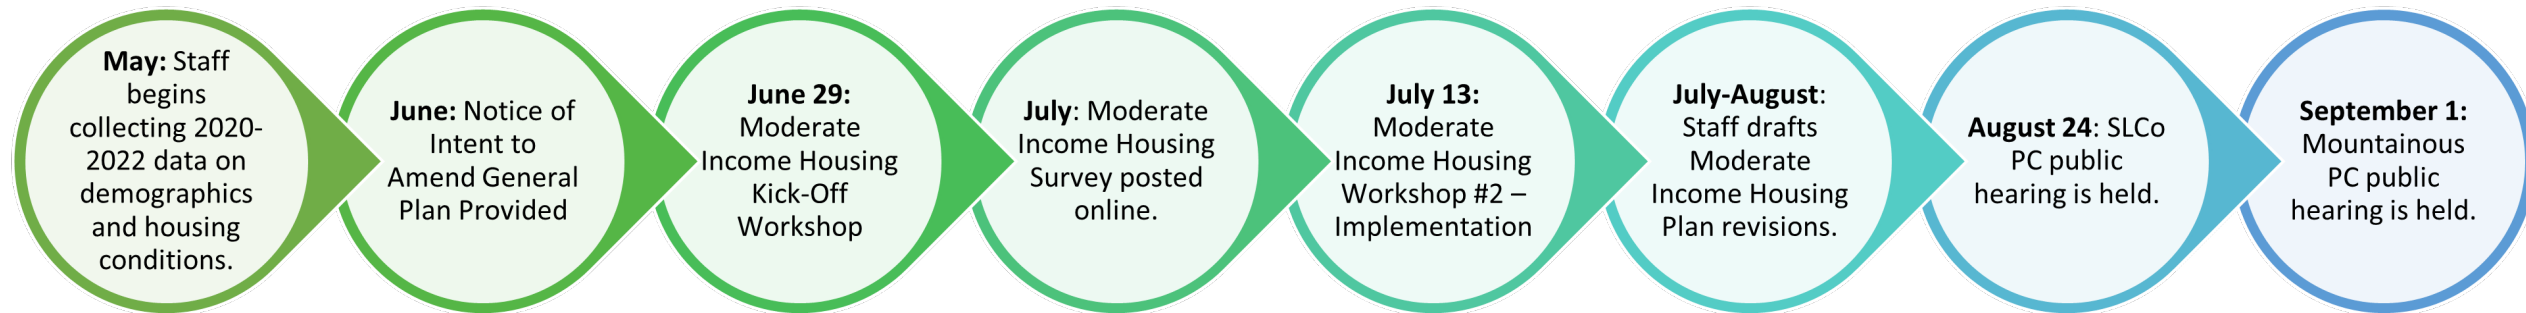 May: Staff
begins
collecting 2020-
2022 data on
demographics
and housing
conditions.
June: Notice of
Intent to
Amend General
Plan Provided
June 29:
Moderate
Income Housing
Kick-Off
Workshop
July: Moderate
Income Housing
Survey posted
online.
July 13:
Moderate
Income Housing
Workshop #2 –
Implementation
July-August:
Staff drafts
Moderate
Income Housing
Plan revisions.
August 24: SLCo
PC public
hearing is held.
September 1:
Mountainous
PC public
hearing is held.